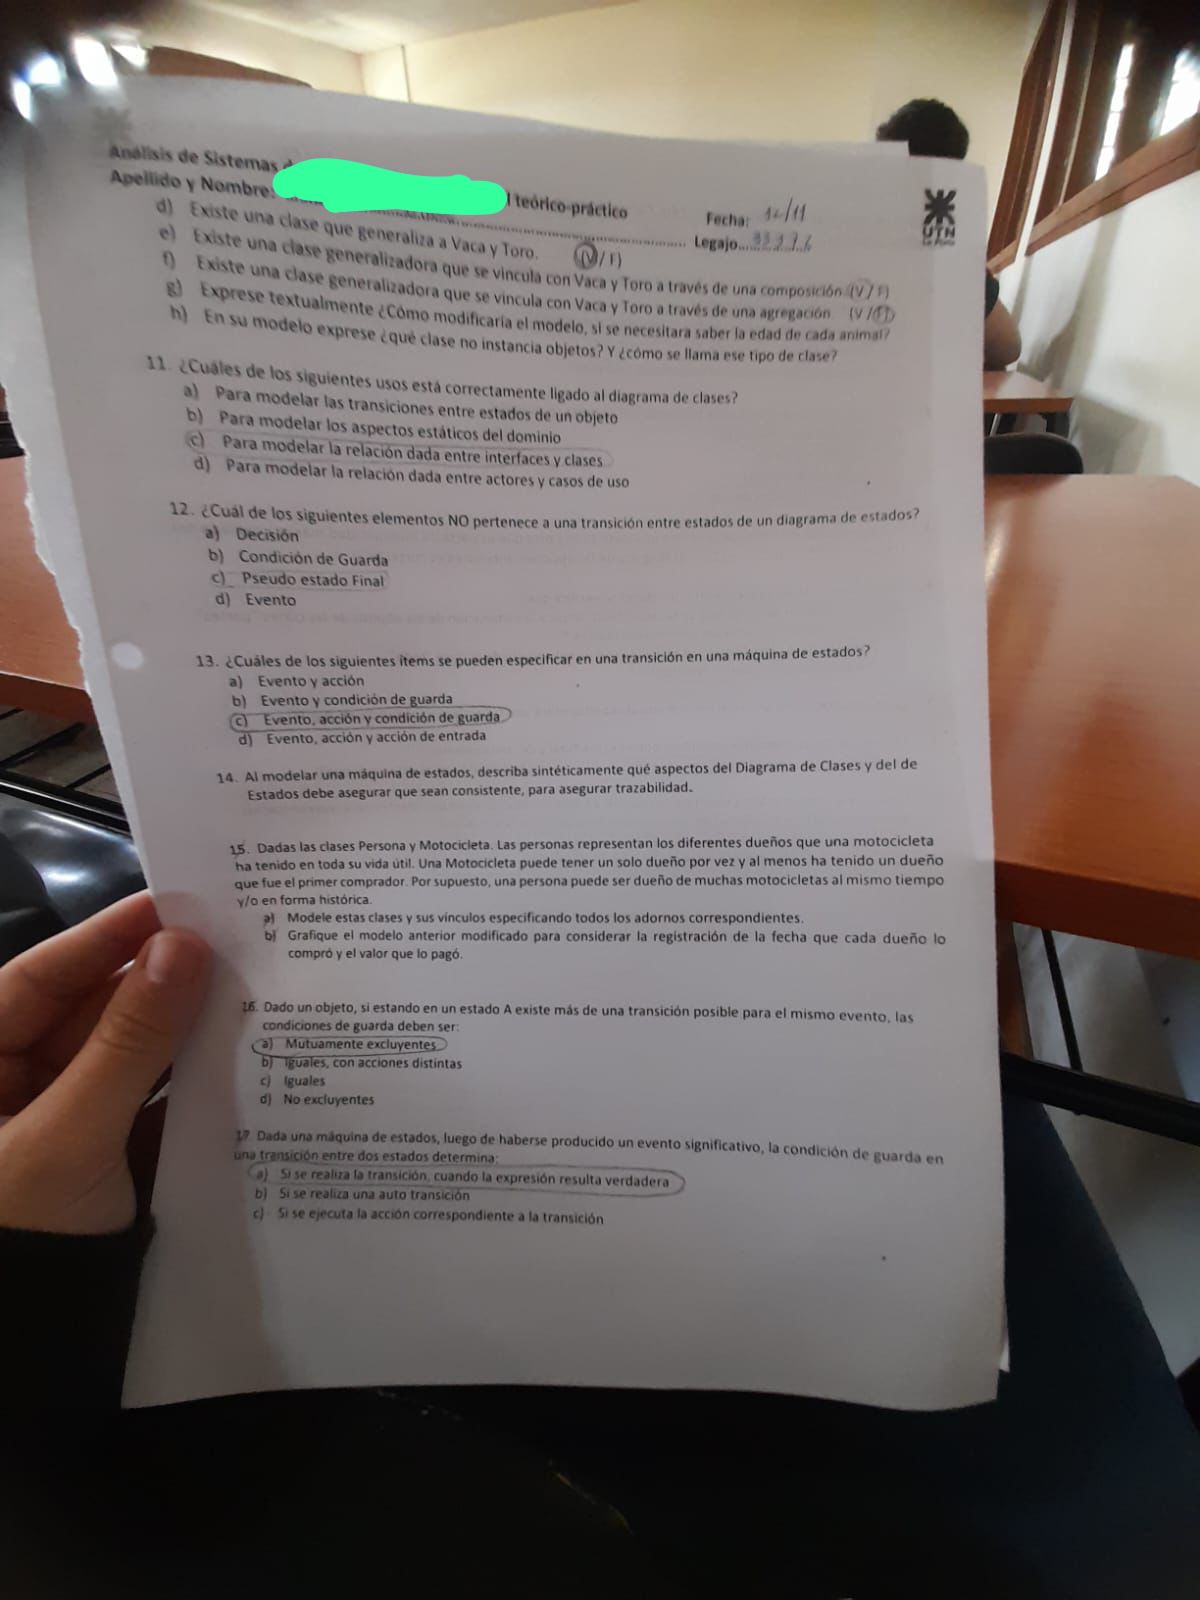 Análisis de Sistemas
teórico-práctico
Apellido y Nombre:
Fecha: 12/11
Legajo
UTN
La Plata
d) Existe una clase que generaliza a Vaca y Toro. (V / F)
e) Existe una clase generalizadora que se vincula con Vaca y Toro a través de una composición (V / F)
f) Existe una clase generalizadora que se vincula con Vaca y Toro a través de una agregación (V / F)
g) Exprese textualmente ¿Cómo modificaría el modelo, si se necesitara saber la edad de cada animal?
h) En su modelo exprese ¿qué clase no instancia objetos? Y ¿cómo se llama ese tipo de clase?
11. ¿Cuáles de los siguientes usos está correctamente ligado al diagrama de clases?
a) Para modelar las transiciones entre estados de un objeto
b) Para modelar los aspectos estáticos del dominio
c) Para modelar la relación dada entre interfaces y clases
d) Para modelar la relación dada entre actores y casos de uso
12. ¿Cuál de los siguientes elementos NO pertenece a una transición entre estados de un diagrama de estados?
a) Decisión
b) Condición de Guarda
c) Pseudo estado Final
d) Evento
13. ¿Cuáles de los siguientes ítems se pueden especificar en una transición en una máquina de estados?
a) Evento y acción
b) Evento y condición de guarda
c) Evento, acción y condición de guarda
d) Evento, acción y acción de entrada
14. Al modelar una máquina de estados, describa sintéticamente qué aspectos del Diagrama de Clases y del de
Estados debe asegurar que sean consistente, para asegurar trazabilidad.
15. Dadas las clases Persona y Motocicleta. Las personas representan los diferentes dueños que una motocicleta
ha tenido en toda su vida útil. Una Motocicleta puede tener un solo dueño por vez y al menos ha tenido un dueño
que fue el primer comprador. Por supuesto, una persona puede ser dueño de muchas motocicletas al mismo tiempo
y/o en forma histórica.
a) Modele estas clases y sus vínculos especificando todos los adornos correspondientes.
b) Grafique el modelo anterior modificado para considerar la registración de la fecha que cada dueño lo
compró y el valor que lo pagó.
16. Dado un objeto, si estando en un estado A existe más de una transición posible para el mismo evento, las
condiciones de guarda deben ser:
a) Mutuamente excluyentes
b) Iguales, con acciones distintas
c) Iguales
d) No excluyentes
17. Dada una máquina de estados, luego de haberse producido un evento significativo, la condición de guarda en
una transición entre dos estados determina:
a) Si se realiza la transición, cuando la expresión resulta verdadera
b) Si se realiza una auto transición
c) Si se ejecuta la acción correspondiente a la transición